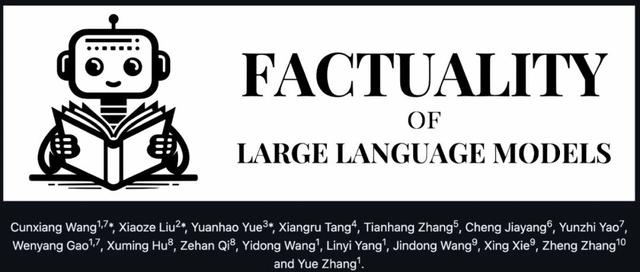 FACTUALITY
OF
LARGE LANGUAGE MODELS
Cunxiang Wang1,7*, Xiaoze Liu2*, Yuanhao Yue3*, Xiangru Tang4, Tianhang Zhang5, Cheng Jiayang6, Yunzhi Yao7,
Wenyang Gao1,7, Xuming Hu8, Zehan Qi8, Yidong Wang1, Linyi Yang1, Jindong Wang9, Xing Xie9, Zheng Zhang10
and Yue Zhang1.